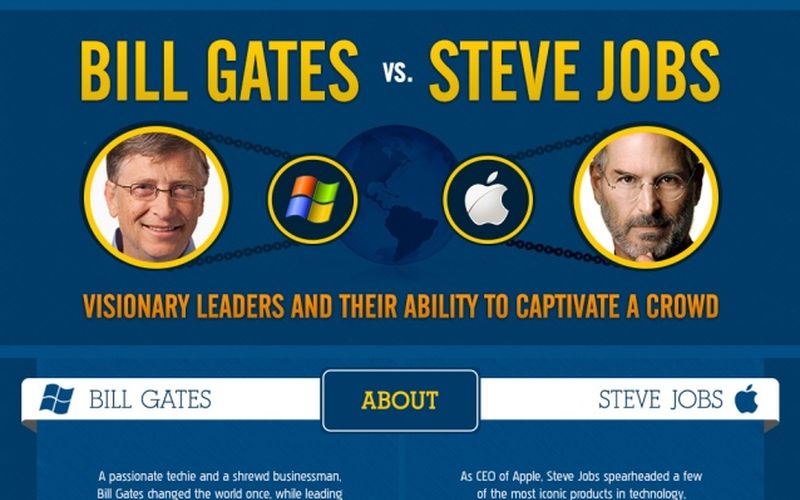 BILL GATES vs. STEVE JOBS
VISIONARY LEADERS AND THEIR ABILITY TO CAPTIVATE A CROWD
BILL GATES
ABOUT
STEVE JOBS
A passionate techie and a shrewd businessman,
Bill Gates changed the world once, while leading
As CEO of Apple, Steve Jobs spearheaded a few
of the most iconic products in technology,